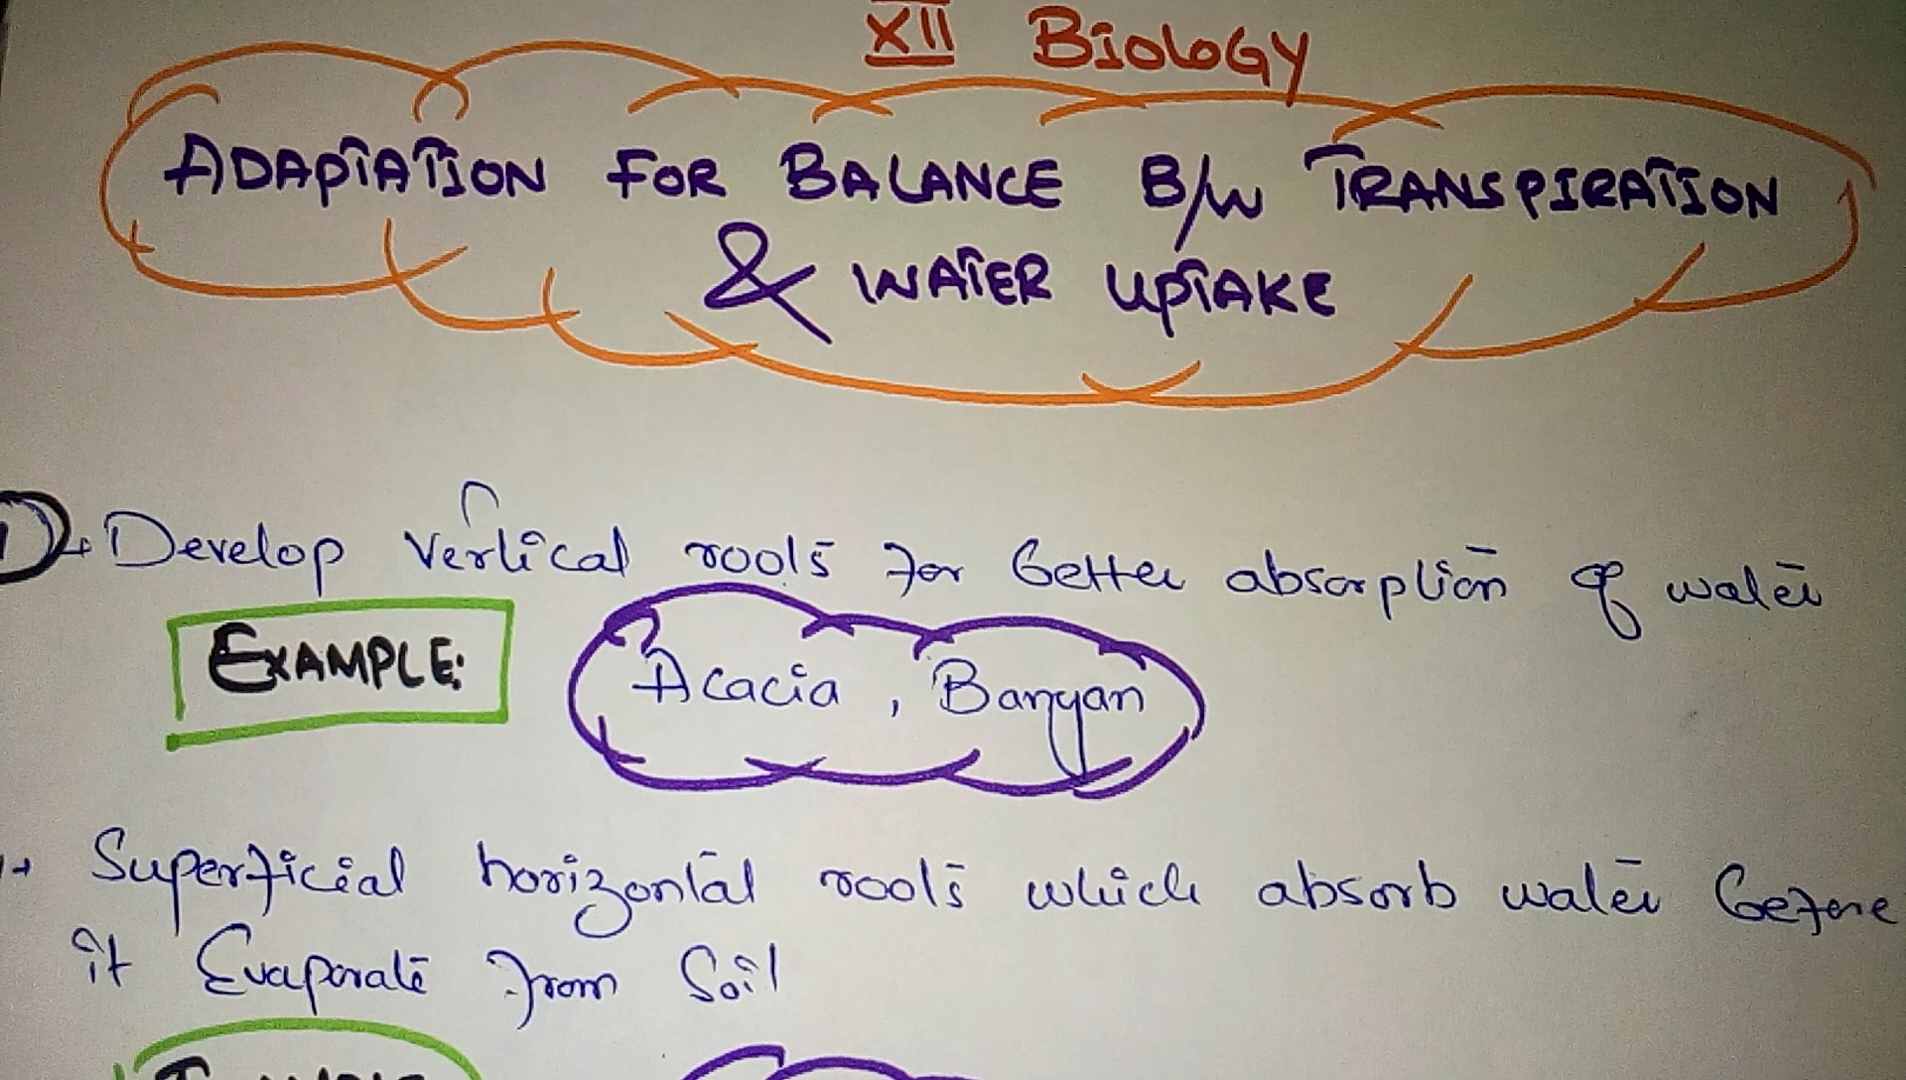 XII BIOLOGY
ADAPTATION FOR BALANCE B/W TRANSPIRATION
& WATER UPTAKE
1) Develop Vertical roots for better absorption of water
EXAMPLE:
Acacia, Banyan
Superficial horizontal roots which absorb water before
it Evaporate from Soil